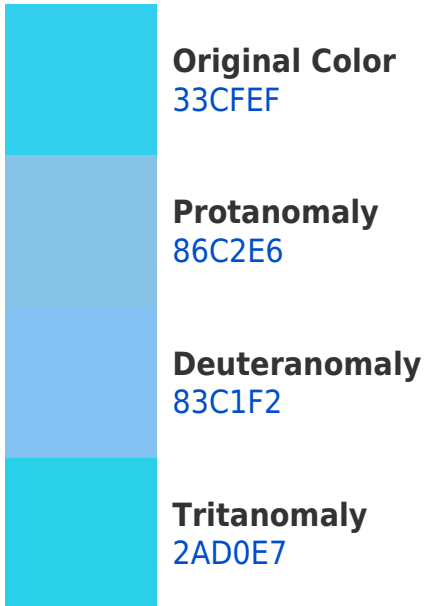 Original Color
33CFEF
Protanomaly
86C2E6
Deuteranomaly
83C1F2
Tritanomaly
2AD0E7